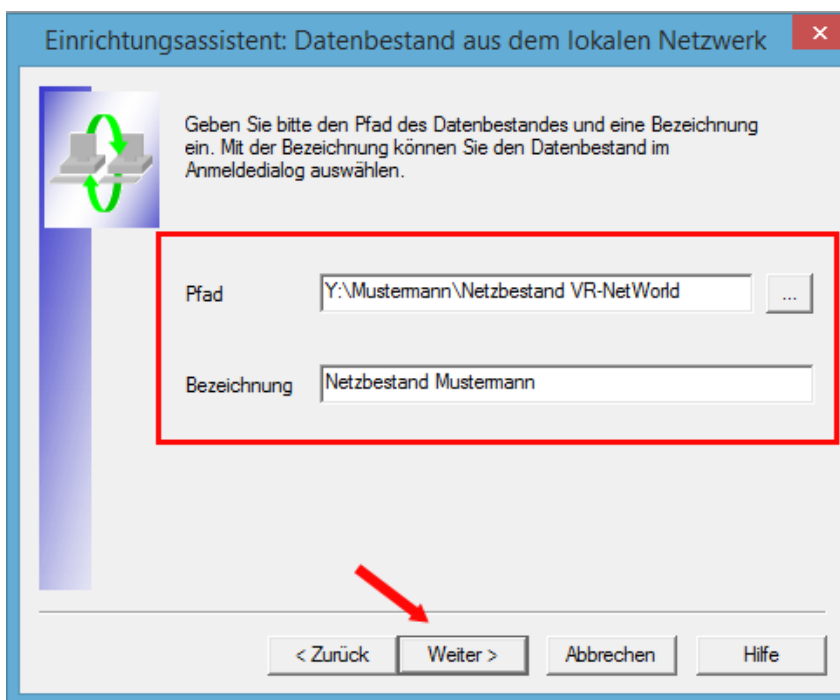 Einrichtungsassistent: Datenbestand aus dem lokalen Netzwerk
Geben Sie bitte den Pfad des Datenbestandes und eine Bezeichnung
ein. Mit der Bezeichnung können Sie den Datenbestand im
Anmeldedialog auswählen.
Pfad
Y:\Mustermann\Netzbestand VR-NetWorld
...
Bezeichnung
Netzbestand Mustermann
< Zurück
Weiter >
Abbrechen
Hilfe